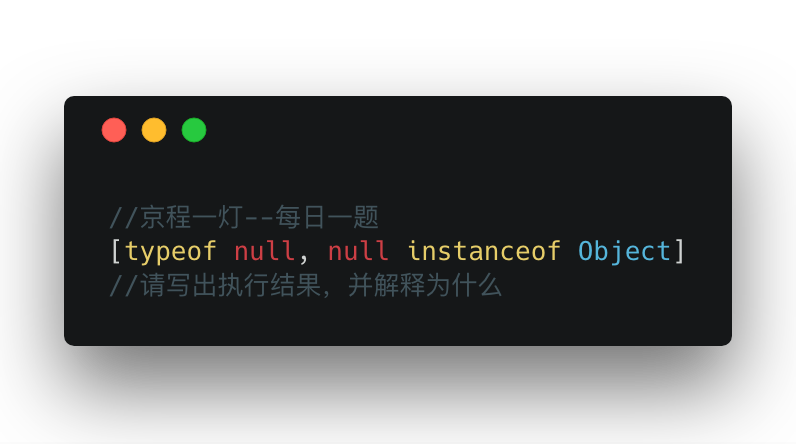 //京程一灯--每日一题
[typeof null, null instanceof Object]
//请写出执行结果，并解释为什么